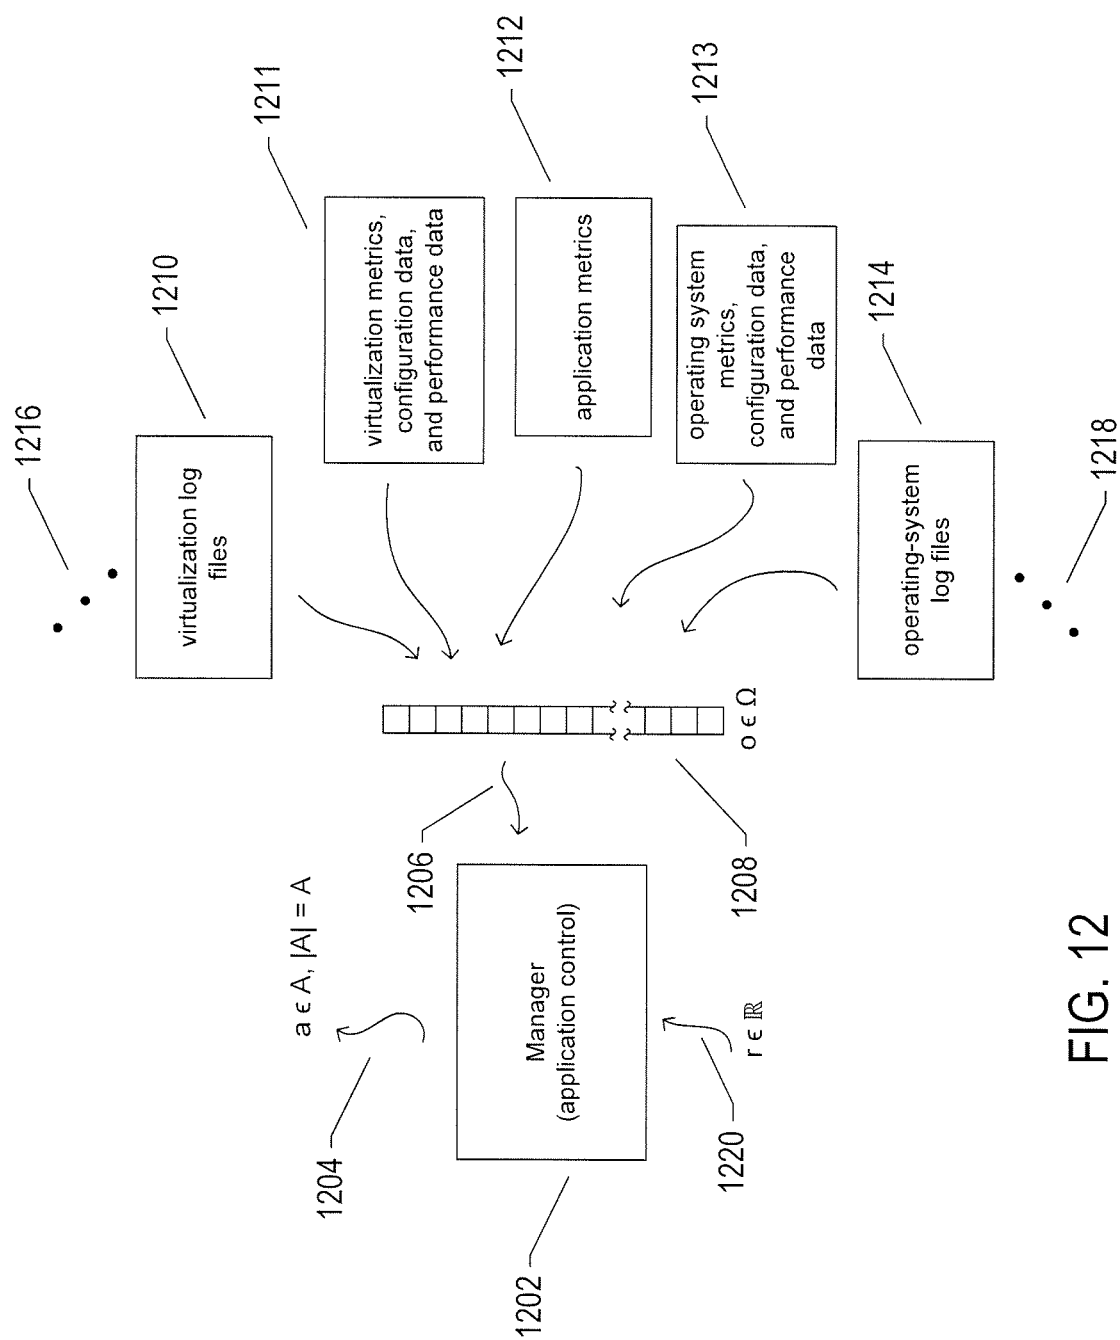 1216
1210
virtualization log
files
1211
virtualization metrics,
configuration data,
and performance data
1212
application metrics
1213
operating system
metrics,
configuration data,
and performance
data
1214
operating-system
log files
1218
o ϵ Ω
1206
1208
a ϵ A, |A| = A
1204
Manager
(application control)
1202
r ϵ ℝ
1220
FIG. 12